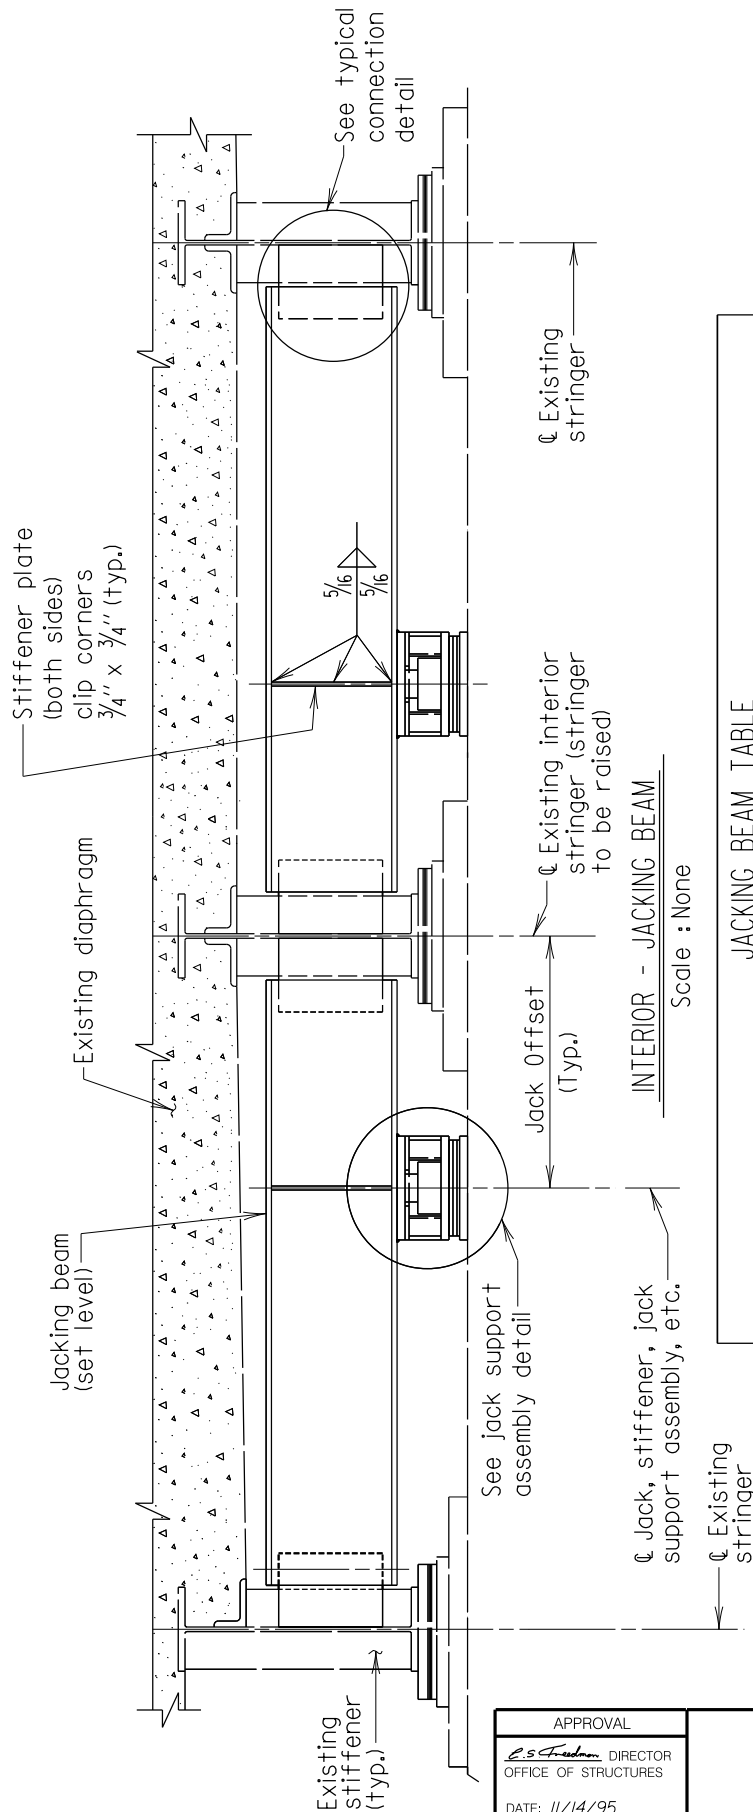 Existing
stiffener
(typ.)
Jacking beam
(set level)
Existing diaphragm
Stiffener plate
(both sides)
clip corners
3/4" x 3/4" (typ.)
See typical
connection
detail
5/16
5/16
See jack support
assembly detail
Jack Offset
(Typ.)
℄ Existing interior
stringer (stringer
to be raised)
℄ Existing
stringer
℄ Jack, stiffener, jack
support assembly, etc.
℄ Existing
stringer
INTERIOR - JACKING BEAM
Scale : None
JACKING BEAM TABLE
APPROVAL
E.S. Freedman DIRECTOR
OFFICE OF STRUCTURES
DATE: 11/14/95